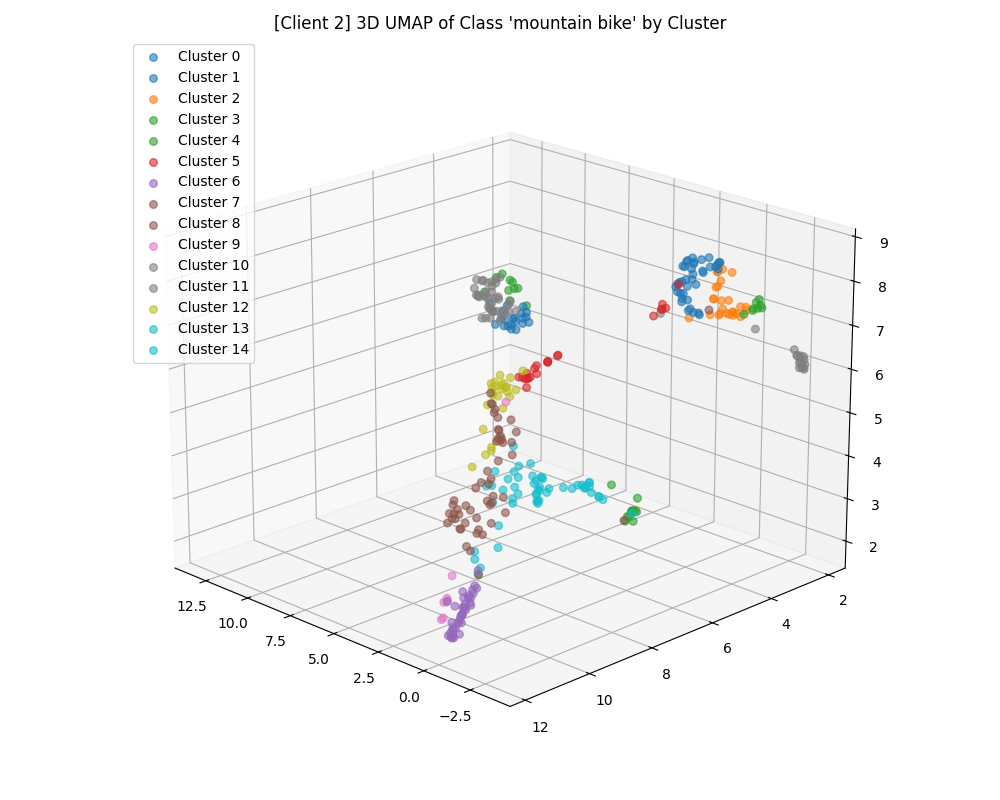 [Client 2] 3D UMAP of Class 'mountain bike' by Cluster
Cluster 0
Cluster 1
Cluster 2
Cluster 3
Cluster 4
Cluster 5
Cluster 6
Cluster 7
Cluster 8
Cluster 9
Cluster 10
Cluster 11
Cluster 12
Cluster 13
Cluster 14
9
8
7
6
5
4
3
2
12.5
10.0
7.5
5.0
2.5
0.0
−2.5
2
4
6
8
10
12